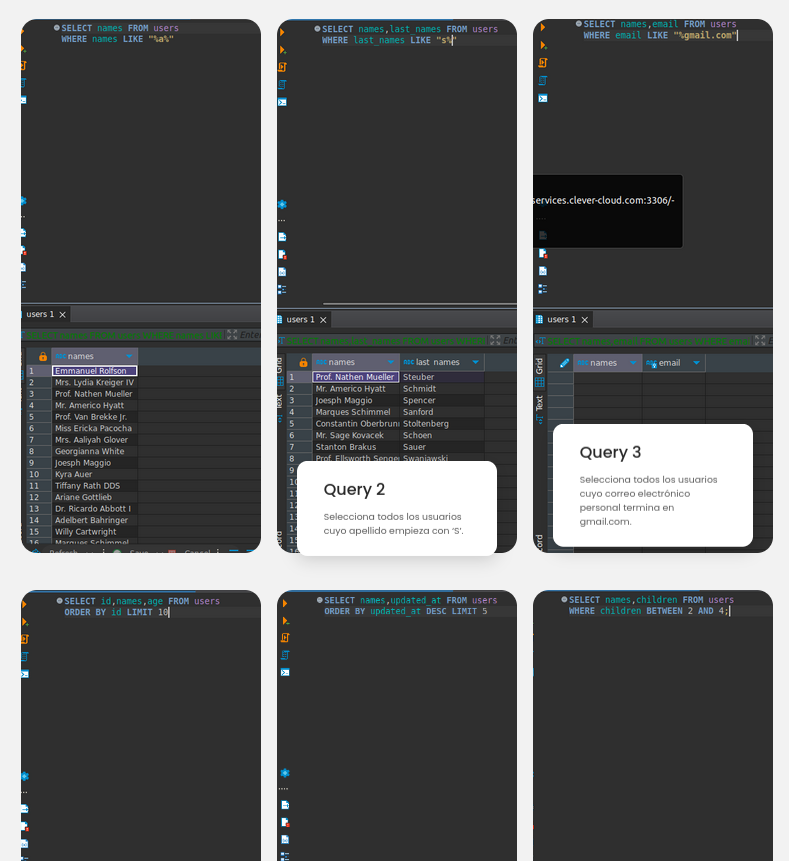 SELECT names FROM users
WHERE names LIKE "%a%"
users 1
names
1 Emmanuel Rolfson
2 Mrs. Lydia Kreiger IV
3 Prof. Nathen Mueller
4 Mr. Americo Hyatt
5 Prof. Van Brekke Jr.
6 Miss Ericka Pacocha
7 Mrs. Aaliyah Glover
8 Georgianna White
9 Joesph Maggio
10 Kyra Auer
11 Tiffany Rath DDS
12 Ariane Gottlieb
13 Dr. Ricardo Abbott I
14 Adelbert Bahringer
15 Willy Cartwright
16 Marques Schimmel
SELECT names,last_names FROM users
WHERE last_names LIKE "s%"
users 1
Grid
Text
names last_names
1 Prof. Nathen Mueller Steuber
2 Mr. Americo Hyatt Schmidt
3 Joesph Maggio Spencer
4 Marques Schimmel Sanford
5 Constantin Oberbrun Stoltenberg
6 Mr. Sage Kovacek Schoen
7 Stanton Brakus Sauer
8 Prof. Ellsworth Senger Swaniawski
Query 2
Selecciona todos los usuarios
cuyo apellido empieza con ‘S’.
SELECT names,email FROM users
WHERE email LIKE "%gmail.com"
services.clever-cloud.com:3306/-
users 1
Grid
Text
names email
Query 3
Selecciona todos los usuarios
cuyo correo electrónico
personal termina en
gmail.com.
SELECT id,names,age FROM users
ORDER BY id LIMIT 10
SELECT names,updated_at FROM users
ORDER BY updated_at DESC LIMIT 5
SELECT names,children FROM users
WHERE children BETWEEN 2 AND 4;